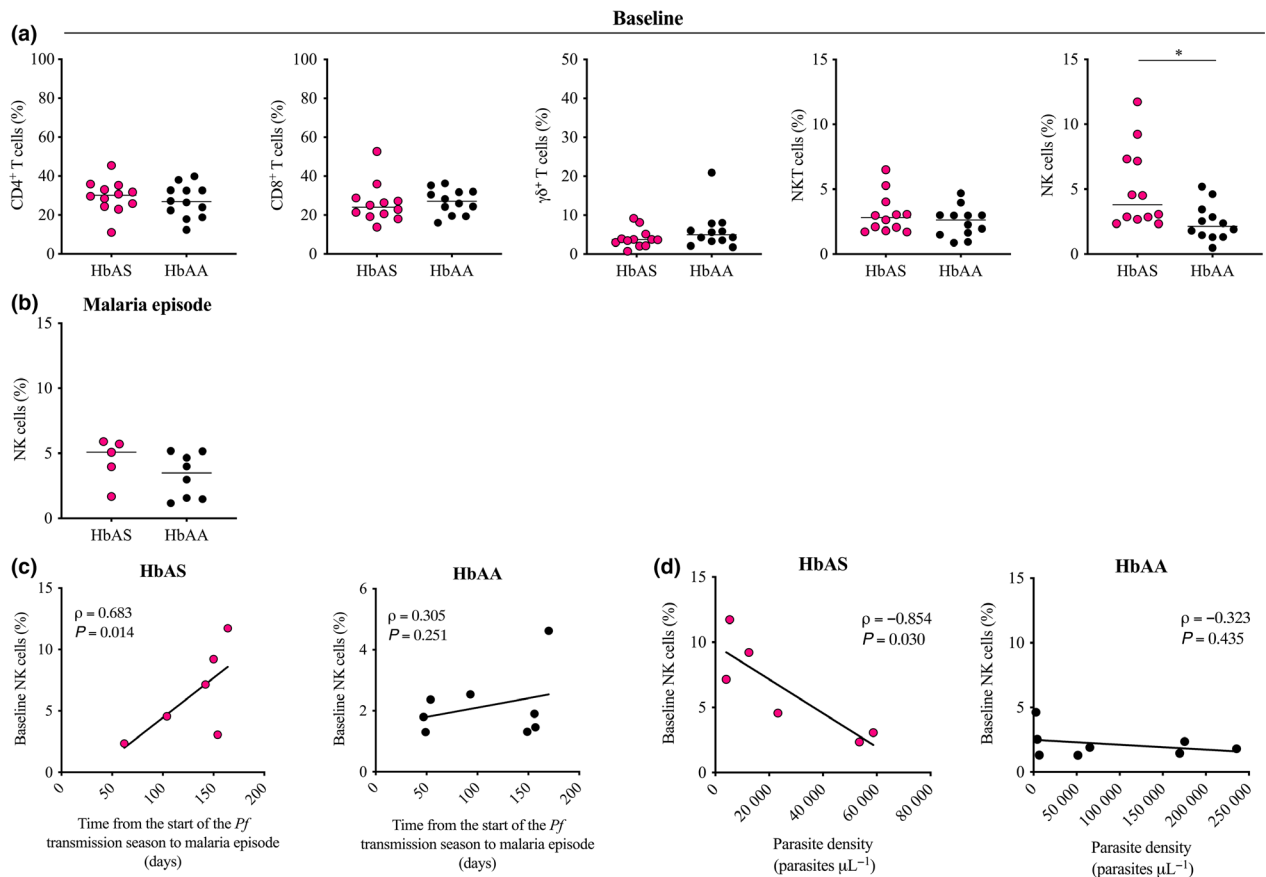 Baseline
(a)
100
80
60
40
20
0
CD4⁺ T cells (%)
HbAS HbAA
100
80
60
40
20
0
CD8⁺ T cells (%)
HbAS HbAA
50
40
30
20
10
0
γδ⁺ T cells (%)
HbAS HbAA
15
10
5
0
NKT cells (%)
HbAS HbAA
15
10
5
0
NK cells (%)
*
HbAS HbAA
(b)
Malaria episode
15
10
5
0
NK cells (%)
HbAS HbAA
(c)
HbAS
15
10
5
0
Baseline NK cells (%)
ρ = 0.683
P = 0.014
0 50 100 150 200
Time from the start of the Pf
transmission season to malaria episode
(days)
HbAA
6
4
2
0
Baseline NK cells (%)
ρ = 0.305
P = 0.251
0 50 100 150 200
Time from the start of the Pf
transmission season to malaria episode
(days)
(d)
HbAS
15
10
5
0
Baseline NK cells (%)
ρ = −0.854
P = 0.030
0 20 000 40 000 60 000 80 000
Parasite density
(parasites μL⁻¹)
HbAA
15
10
5
0
Baseline NK cells (%)
ρ = −0.323
P = 0.435
0 50 000 100 000 150 000 200 000 250 000
Parasite density
(parasites μL⁻¹)